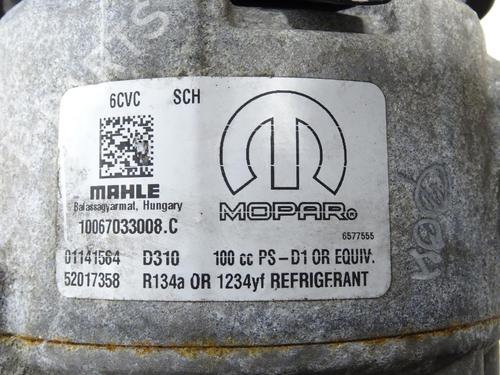 6CVC SCH
MAHLE
Balassagyarmat, Hungary
MOPAR®
10067033008.C
6577555
01141564 D310 100 cc PS-D1 OR EQUIV.
52017358 R134a OR 1234yf REFRIGERANT